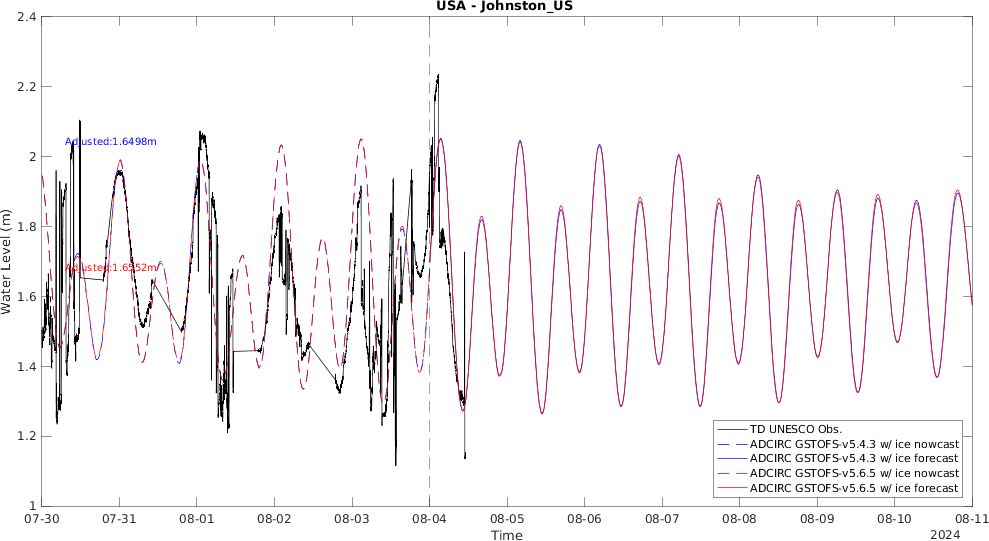 USA - Johnston_US
2.4
2.2
2
1.8
1.6
1.4
1.2
1
Water Level (m)
Adjusted:1.6498m
Adjusted:1.6552m
TD UNESCO Obs.
ADCIRC GSTOFS-v5.4.3 w/ ice nowcast
ADCIRC GSTOFS-v5.4.3 w/ ice forecast
ADCIRC GSTOFS-v5.6.5 w/ ice nowcast
ADCIRC GSTOFS-v5.6.5 w/ ice forecast
07-30 07-31 08-01 08-02 08-03 08-04 08-05 08-06 08-07 08-08 08-09 08-10 08-11
Time
2024